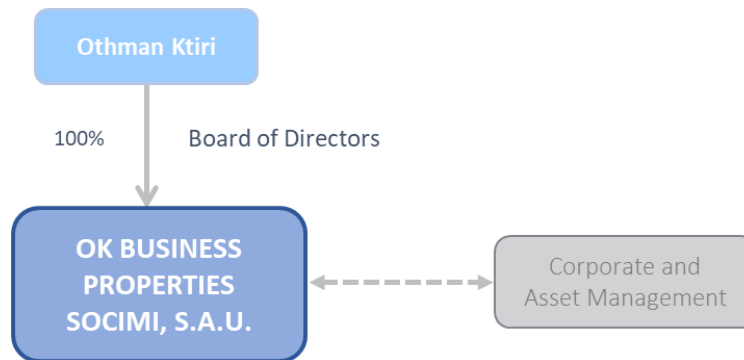 Othman Ktiri
100%
Board of Directors
OK BUSINESS
PROPERTIES
SOCIMI, S.A.U.
Corporate and
Asset Management